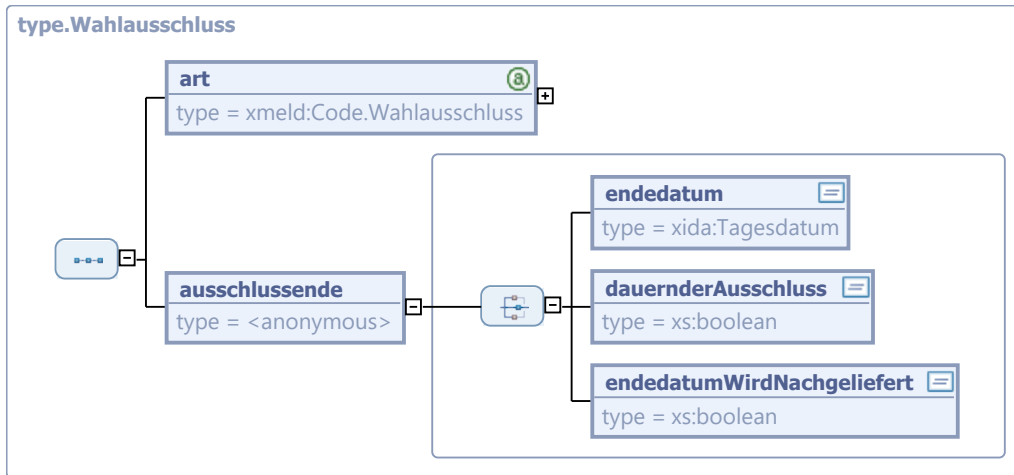 type.Wahlausschluss
art
type = xmeld:Code.Wahlausschluss
endedatum
type = xida:Tagesdatum
ausschlussende
type = <anonymous>
dauernderAusschluss
type = xs:boolean
endedatumWirdNachgeliefert
type = xs:boolean